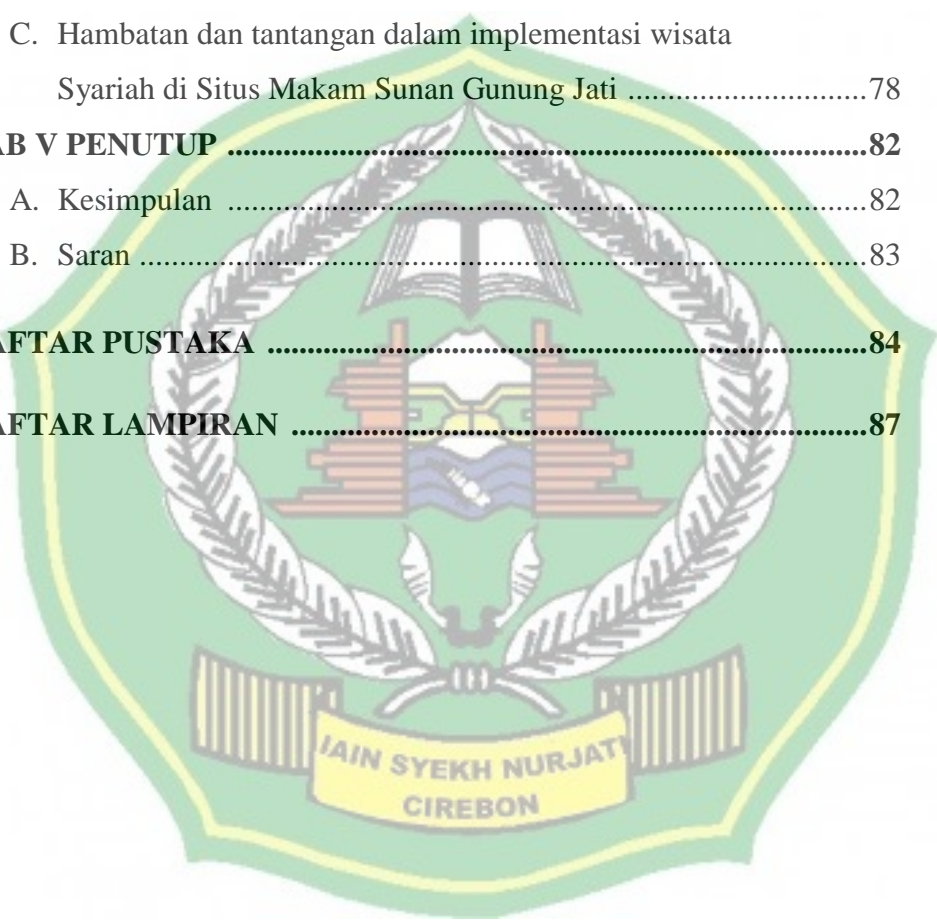 C. Hambatan dan tantangan dalam implementasi wisata
Syariah di Situs Makam Sunan Gunung Jati ...........................78
AB V PENUTUP .........................................................................82
A. Kesimpulan .........................................................................82
B. Saran ...................................................................................83
AFTAR PUSTAKA ....................................................................84
AFTAR LAMPIRAN .................................................................87
IAIN SYEKH NURJATI
CIREBON